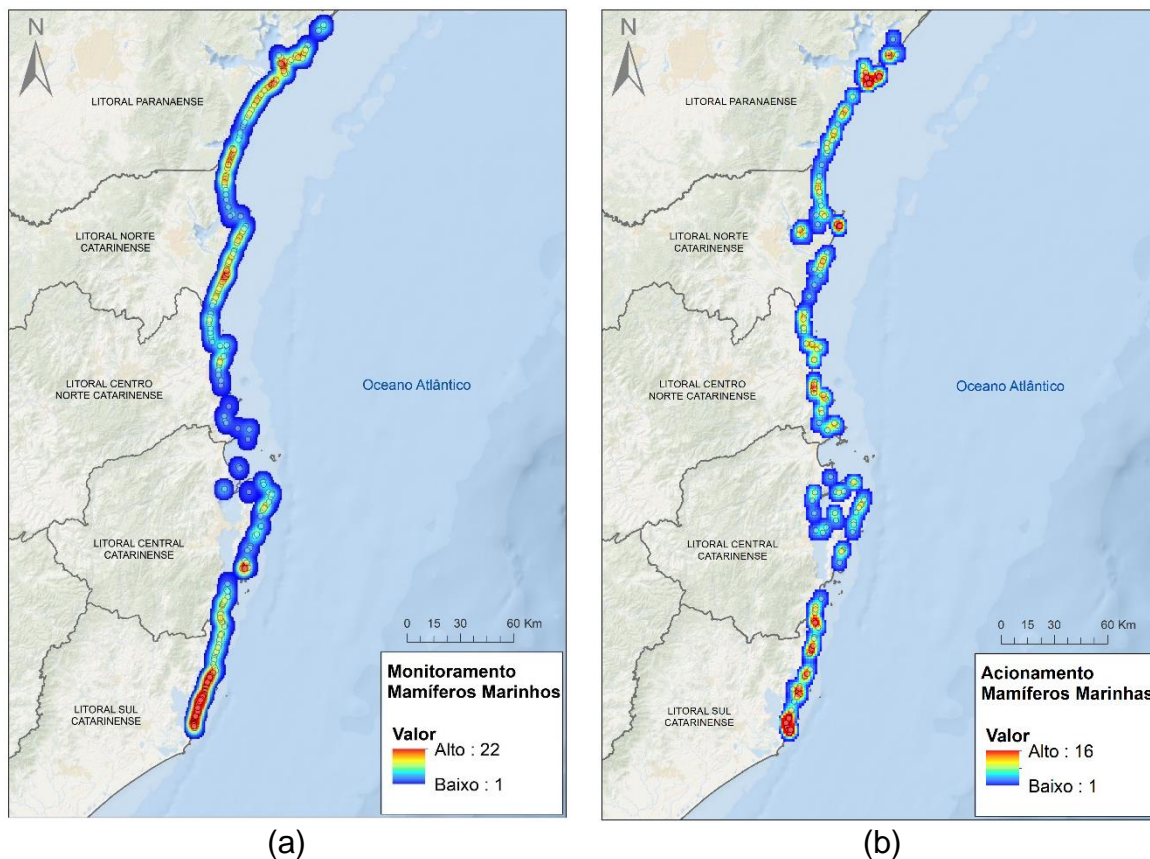 N
LITORAL PARANAENSE
LITORAL NORTE
CATARINENSE
LITORAL CENTRO
NORTE CATARINENSE
Oceano Atlântico
LITORAL CENTRAL
CATARINENSE
LITORAL SUL
CATARINENSE
0 15 30 60 Km
Monitoramento
Mamíferos Marinhos
Valor
Alto : 22
Baixo : 1
(a)
N
LITORAL PARANAENSE
LITORAL NORTE
CATARINENSE
LITORAL CENTRO
NORTE CATARINENSE
Oceano Atlântico
LITORAL CENTRAL
CATARINENSE
LITORAL SUL
CATARINENSE
0 15 30 60 Km
Acionamento
Mamíferos Marinhas
Valor
Alto : 16
Baixo : 1
(b)